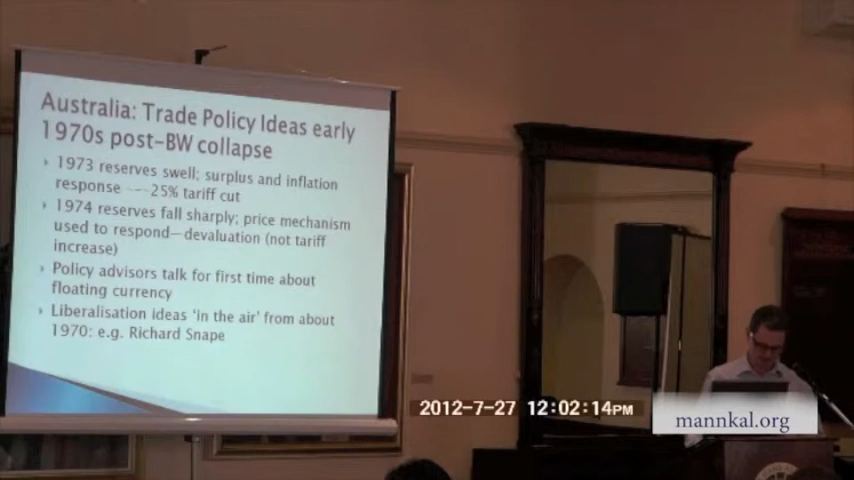 Australia: Trade Policy Ideas early
1970s post-BW collapse
1973 reserves swell; surplus and inflation
response ---25% tariff cut
1974 reserves fall sharply; price mechanism
used to respond—devaluation (not tariff
increase)
Policy advisors talk for first time about
floating currency
Liberalisation ideas 'in the air' from about
1970: e.g. Richard Snape
2012-7-27 12:02:14PM
mannkal.org